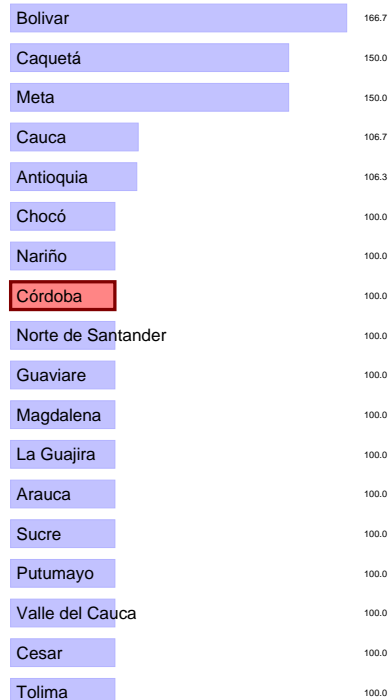 Bolivar 166.7
Caquetá 150.0
Meta 150.0
Cauca 106.7
Antioquia 106.3
Chocó 100.0
Nariño 100.0
Córdoba 100.0
Norte de Santander 100.0
Guaviare 100.0
Magdalena 100.0
La Guajira 100.0
Arauca 100.0
Sucre 100.0
Putumayo 100.0
Valle del Cauca 100.0
Cesar 100.0
Tolima 100.0